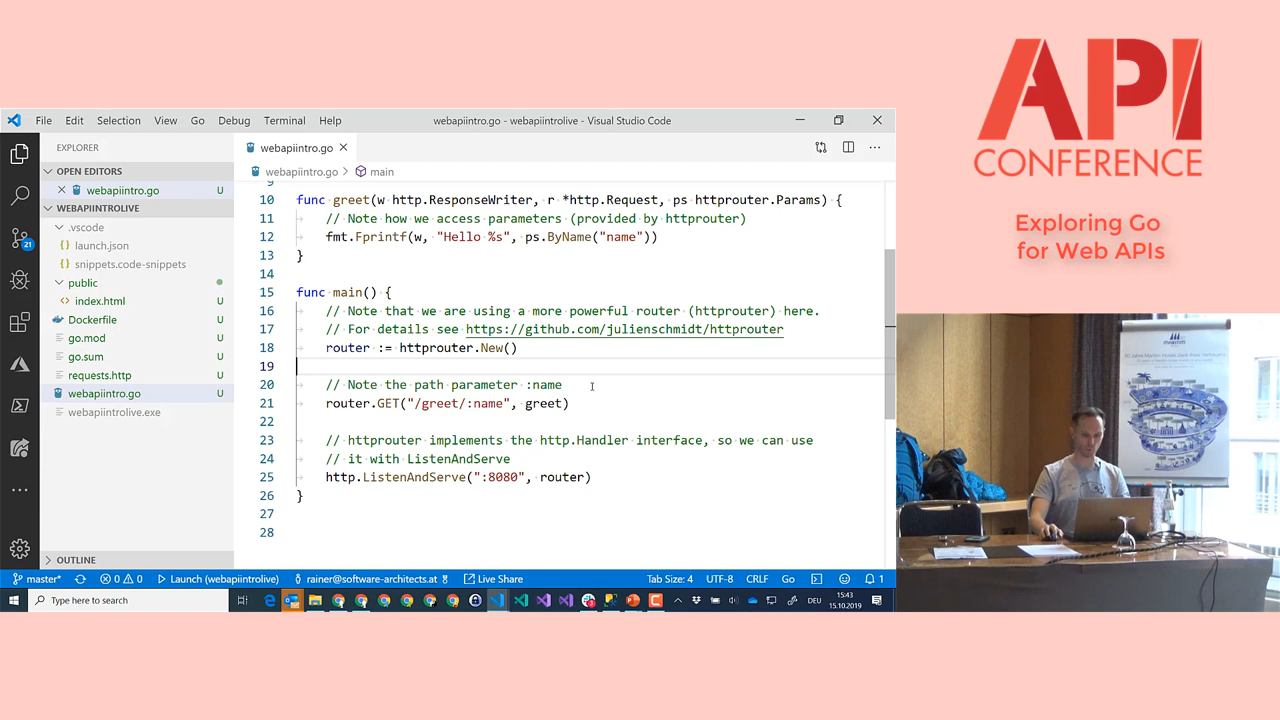 File Edit Selection View Go Debug Terminal Help
webapiintro.go - webapiintrolive - Visual Studio Code
EXPLORER
OPEN EDITORS
webapiintro.go U
WEBAPIINTROLIVE
.vscode
launch.json
snippets.code-snippets
public
index.html U
Dockerfile U
go.mod U
go.sum U
requests.http U
webapiintro.go U
webapiintrolive.exe
OUTLINE
21
webapiintro.go
webapiintro.go > main
9
10 func greet(w http.ResponseWriter, r *http.Request, ps httprouter.Params) {
11 // Note how we access parameters (provided by httprouter)
12 fmt.Fprintf(w, "Hello %s", ps.ByName("name"))
13 }
14
15 func main() {
16 // Note that we are using a more powerful router (httprouter) here.
17 // For details see https://github.com/julienschmidt/httprouter
18 router := httprouter.New()
19
20 // Note the path parameter :name
21 router.GET("/greet/:name", greet)
22
23 // httprouter implements the http.Handler interface, so we can use
24 // it with ListenAndServe
25 http.ListenAndServe(":8080", router)
26 }
27
28
master* 0 0 Launch (webapiintrolive) rainer@software-architects.at Live Share Tab Size: 4 UTF-8 CRLF Go 1
Type here to search
DEU
15:43
15.10.2019
API
CONFERENCE
Exploring Go
for Web APIs